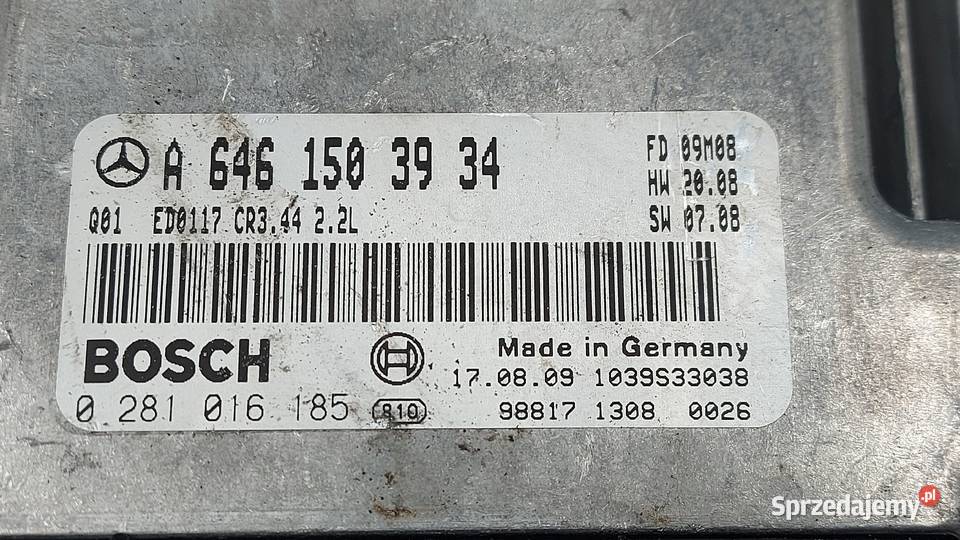 A 646 150 39 34
FD 09M08
HW 20.08
Q01 ED0117 CR3.44 2.2L
SW 07.08
BOSCH
Made in Germany
17.08.09 1039S33038
0 281 016 185 810
98817 1308 0026
Sprzedajemy.pl